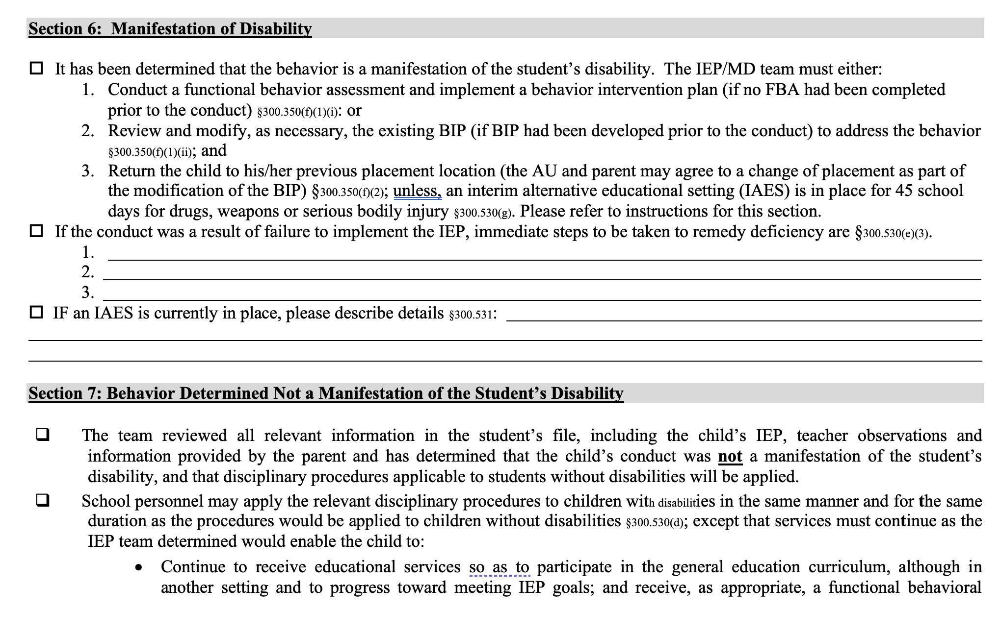 Section 6:  Manifestation of Disability
☐ It has been determined that the behavior is a manifestation of the student’s disability.  The IEP/MD team must either:
1. Conduct a functional behavior assessment and implement a behavior intervention plan (if no FBA had been completed
prior to the conduct) §300.350(f)(1)(i): or
2. Review and modify, as necessary, the existing BIP (if BIP had been developed prior to the conduct) to address the behavior
§300.350(f)(1)(ii); and
3. Return the child to his/her previous placement location (the AU and parent may agree to a change of placement as part of
the modification of the BIP) §300.350(f)(2); unless, an interim alternative educational setting (IAES) is in place for 45 school
days for drugs, weapons or serious bodily injury §300.530(g). Please refer to instructions for this section.
☐ If the conduct was a result of failure to implement the IEP, immediate steps to be taken to remedy deficiency are §300.530(e)(3).
1.
2.
3.
☐ IF an IAES is currently in place, please describe details §300.531:
Section 7: Behavior Determined Not a Manifestation of the Student’s Disability
❑ The team reviewed all relevant information in the student’s file, including the child’s IEP, teacher observations and
information provided by the parent and has determined that the child’s conduct was not a manifestation of the student’s
disability, and that disciplinary procedures applicable to students without disabilities will be applied.
❑ School personnel may apply the relevant disciplinary procedures to children with disabilities in the same manner and for the same
duration as the procedures would be applied to children without disabilities §300.530(d); except that services must continue as the
IEP team determined would enable the child to:
• Continue to receive educational services so as to participate in the general education curriculum, although in
another setting and to progress toward meeting IEP goals; and receive, as appropriate, a functional behavioral